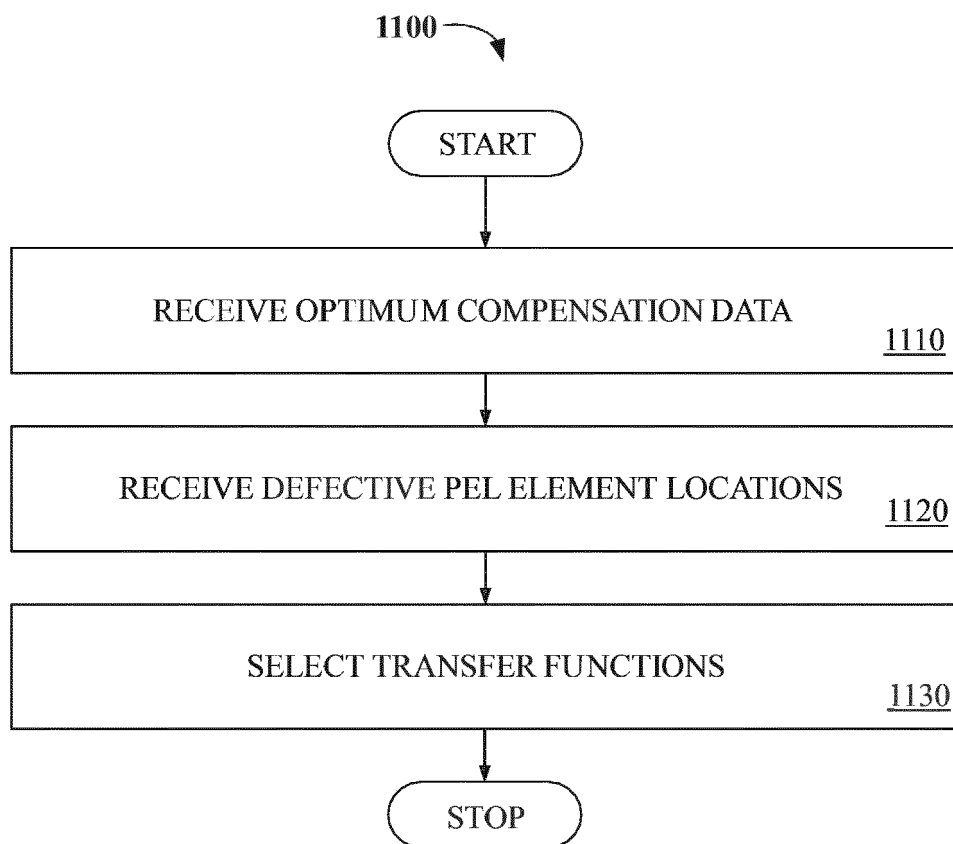 1100
START
RECEIVE OPTIMUM COMPENSATION DATA
1110
RECEIVE DEFECTIVE PEL ELEMENT LOCATIONS
1120
SELECT TRANSFER FUNCTIONS
1130
STOP